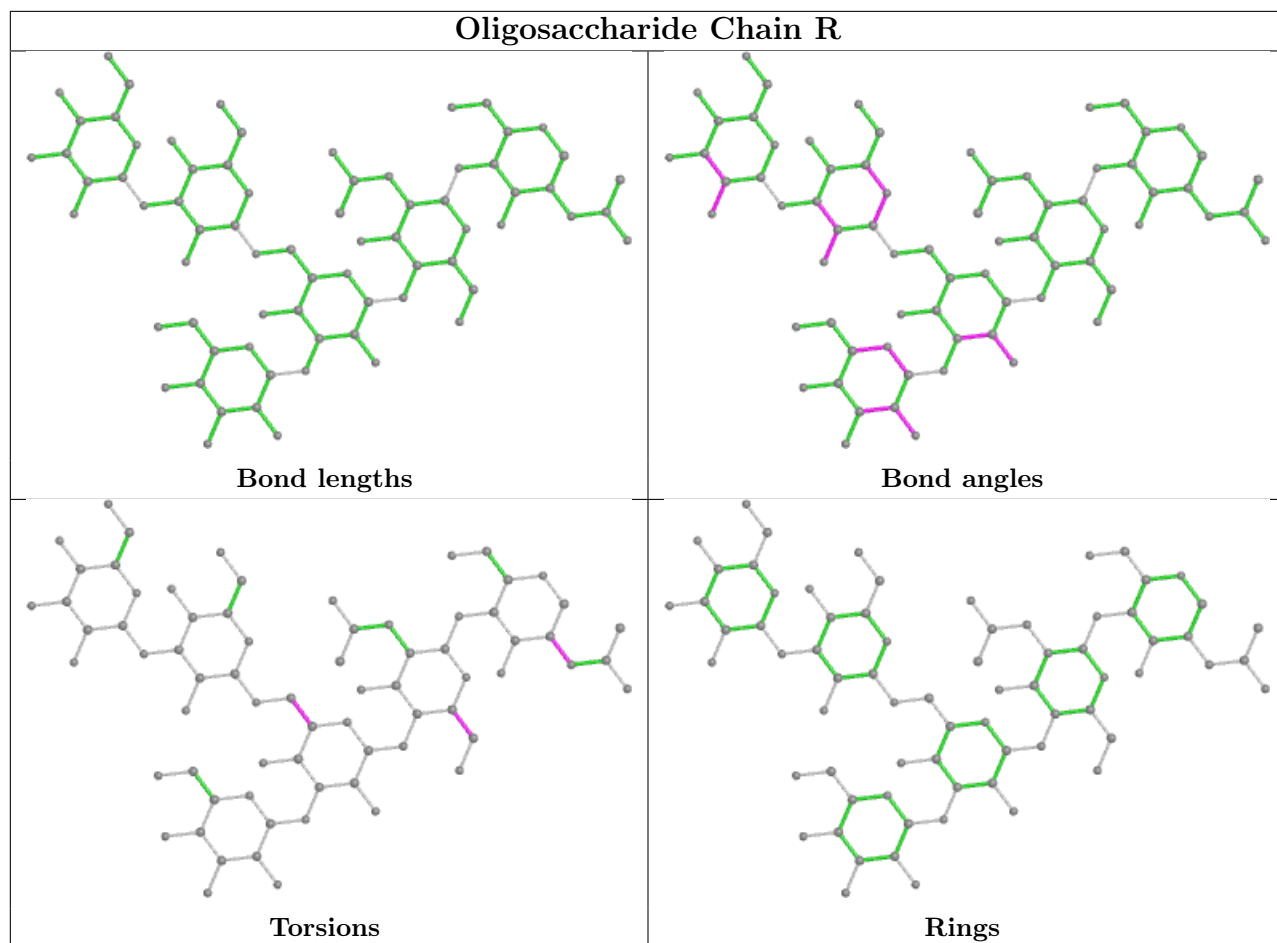 Oligosaccharide Chain R
Bond lengths
Bond angles
Torsions
Rings